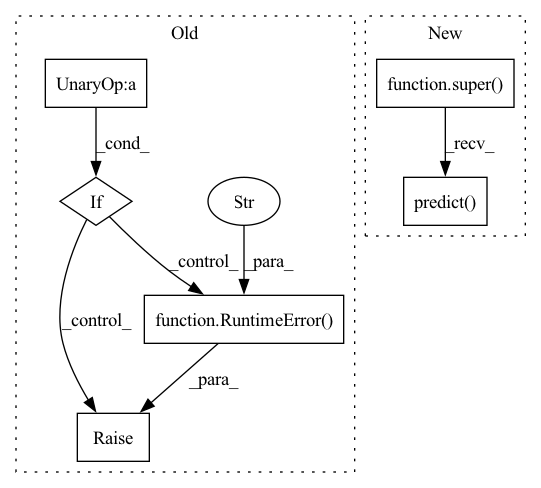 Old
New
UnaryOp:a
function.super()
_cond_
_recv_
If
Str
predict()
_control_
_para_
_control_
function.RuntimeError()
_para_
Raise